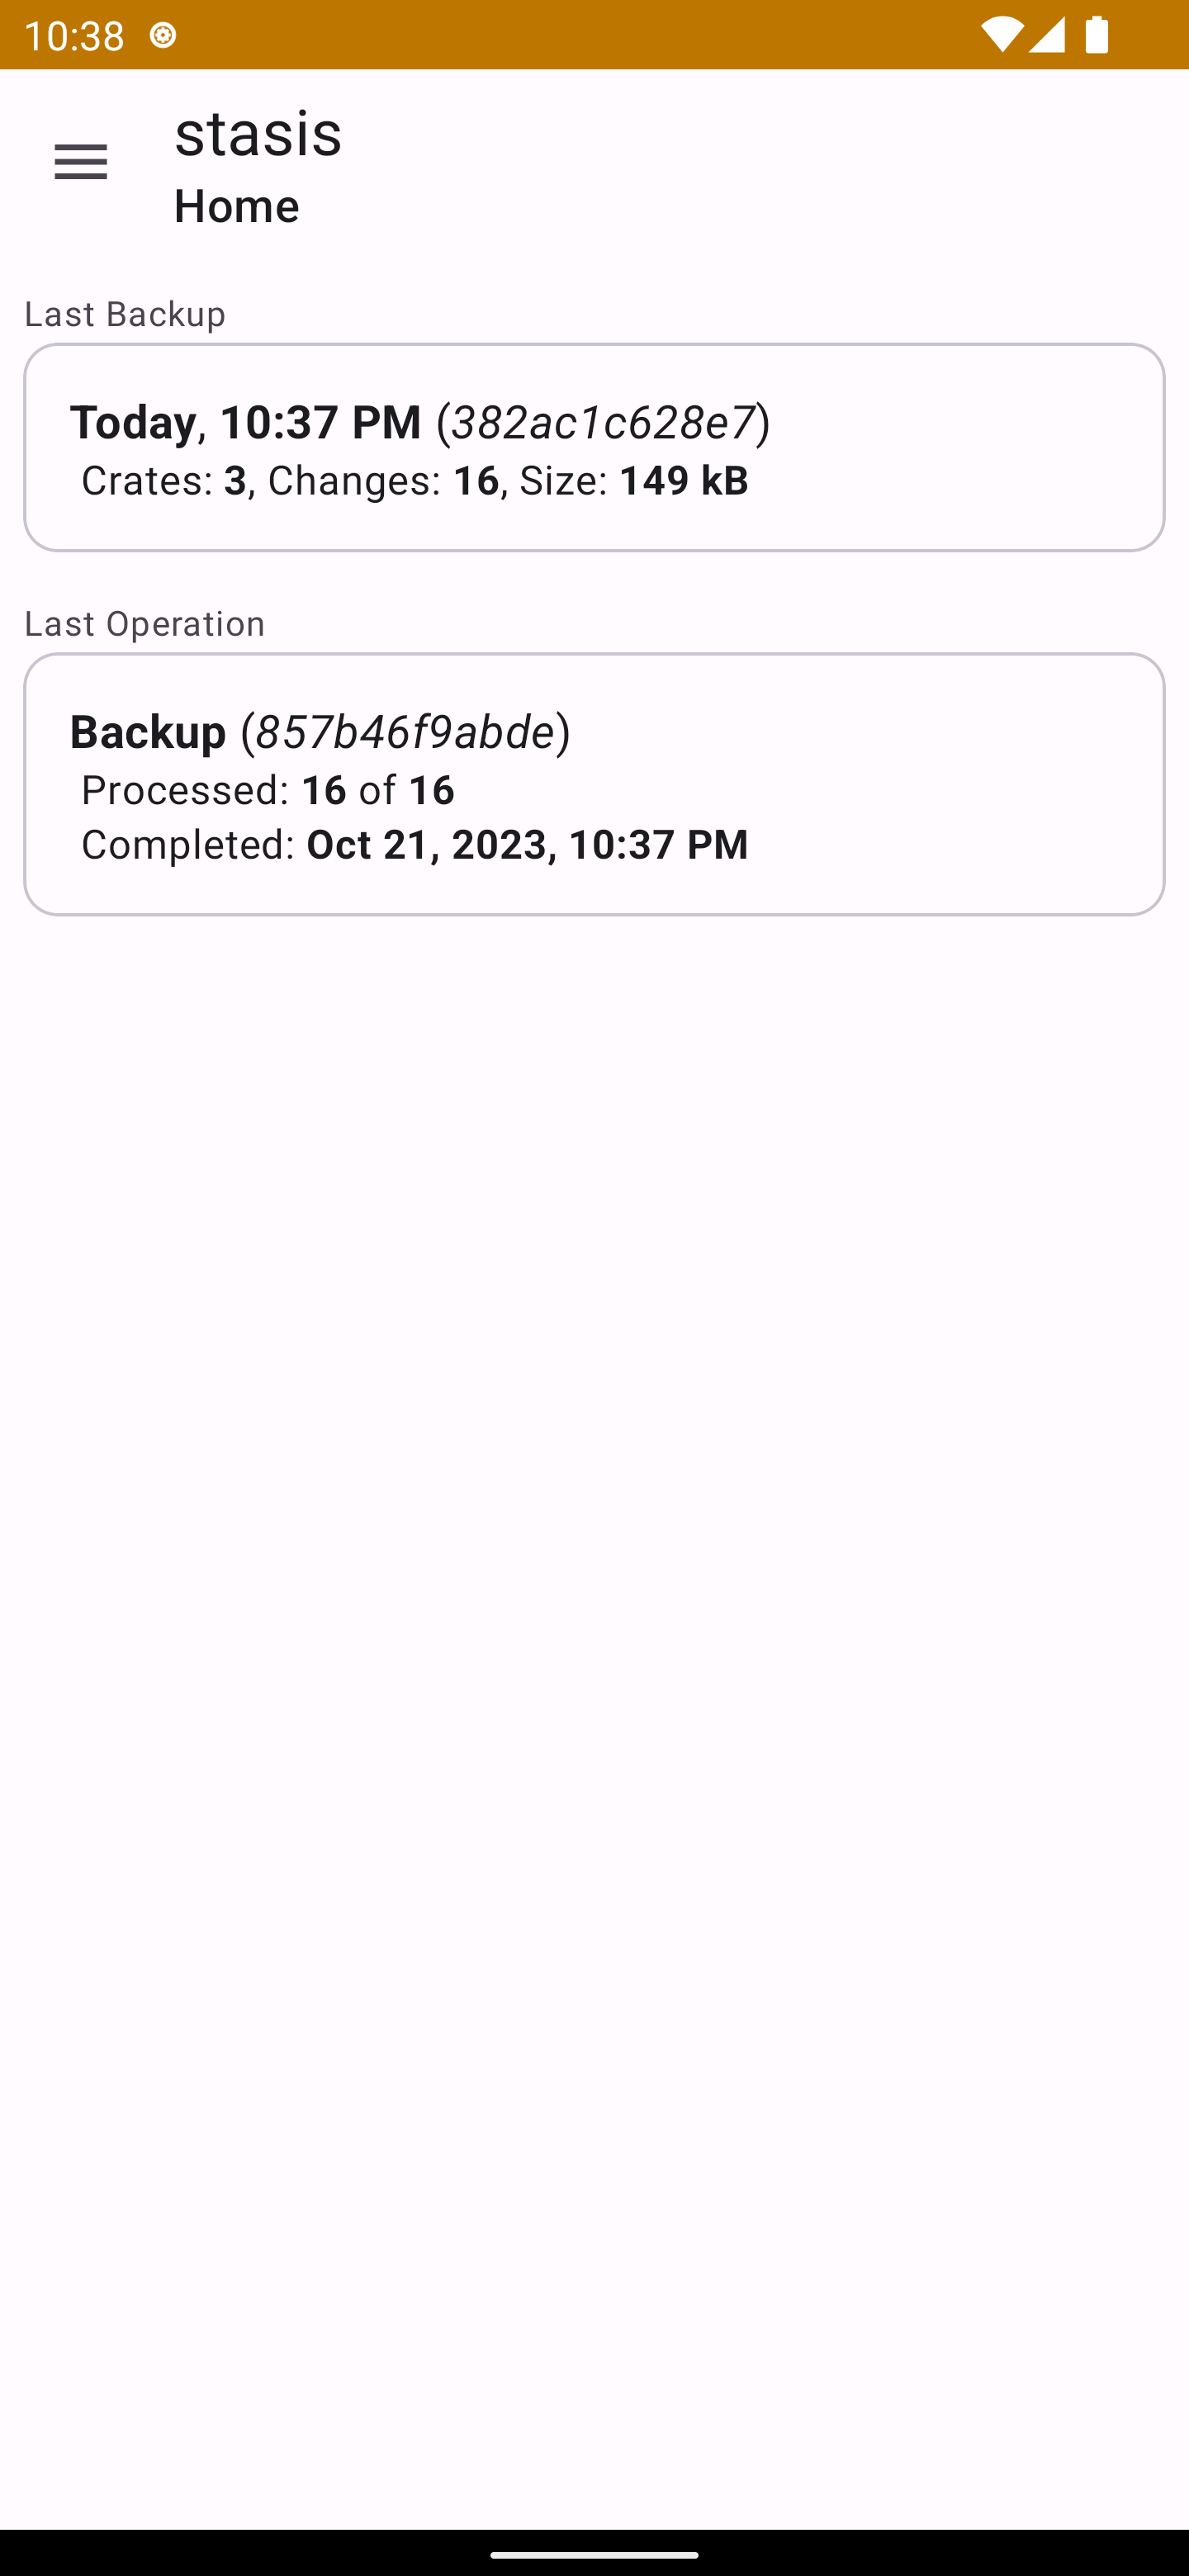 10:38
stasis
Home
Last Backup
Today, 10:37 PM (382ac1c628e7)
Crates: 3, Changes: 16, Size: 149 kB
Last Operation
Backup (857b46f9abde)
Processed: 16 of 16
Completed: Oct 21, 2023, 10:37 PM